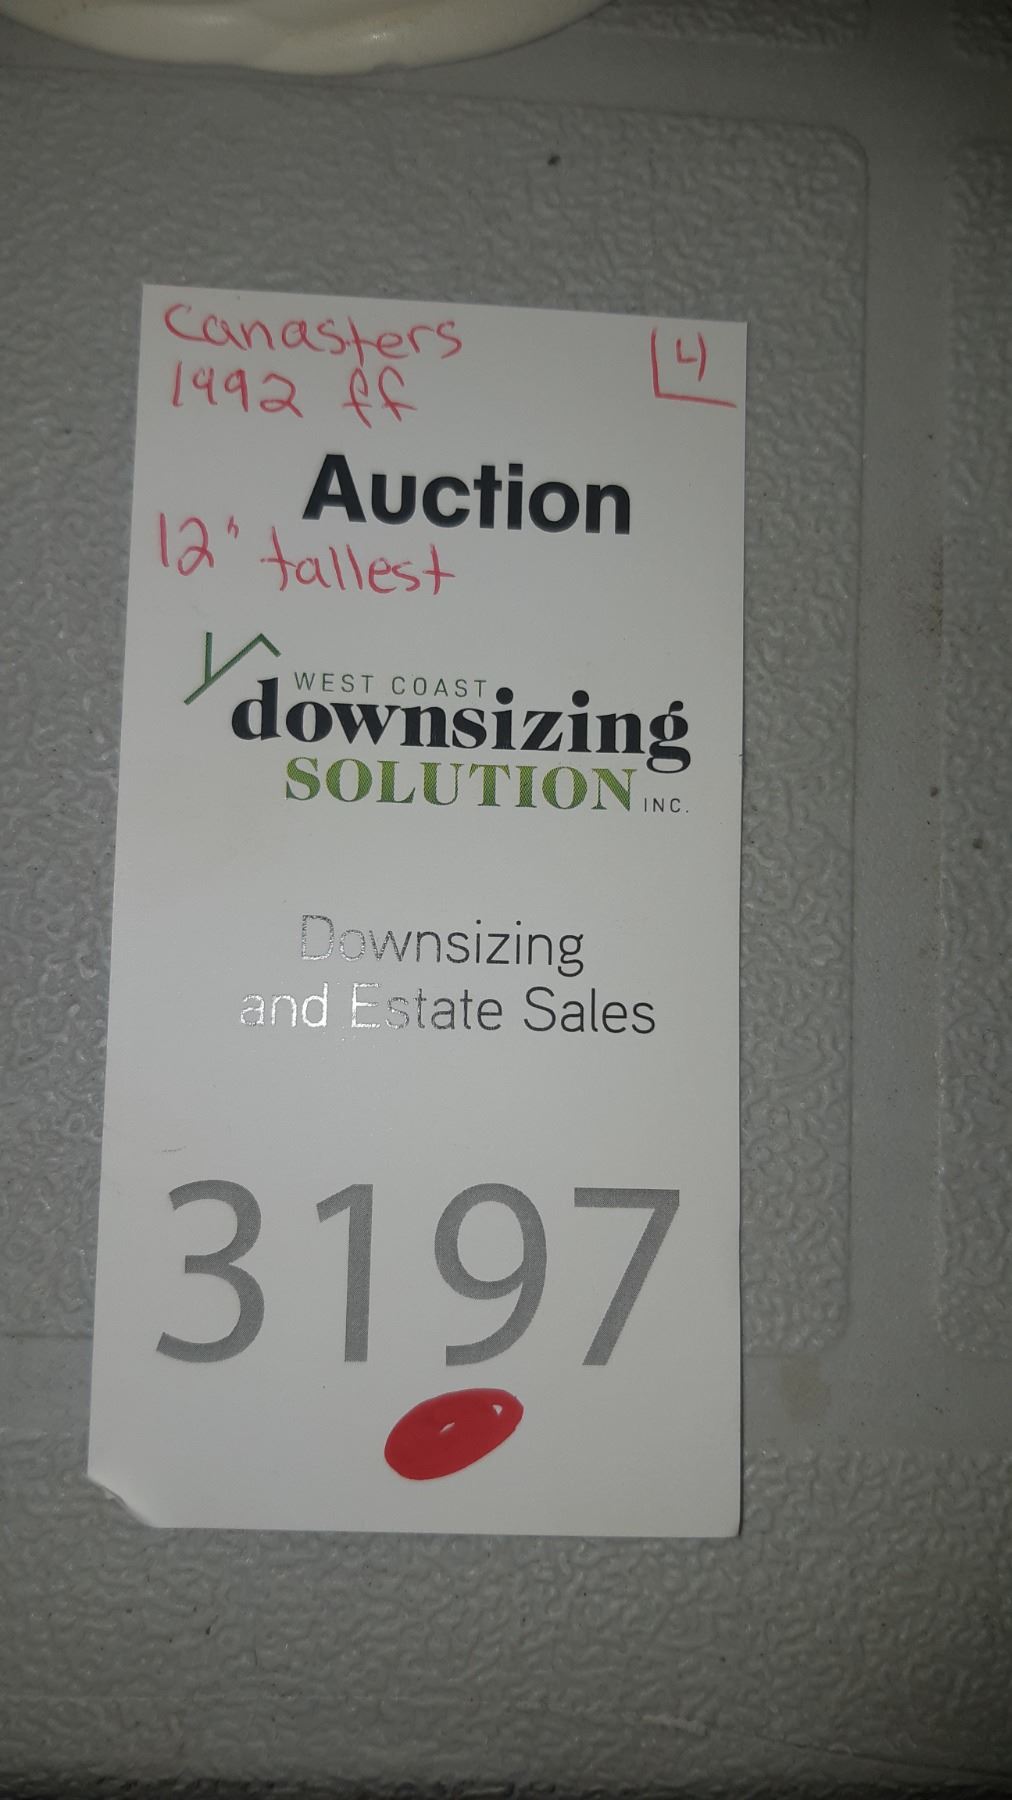 Canasters
4
1992 ff
Auction
12" tallest
WEST COAST
downsizing
SOLUTION INC.
Downsizing
and Estate Sales
3197